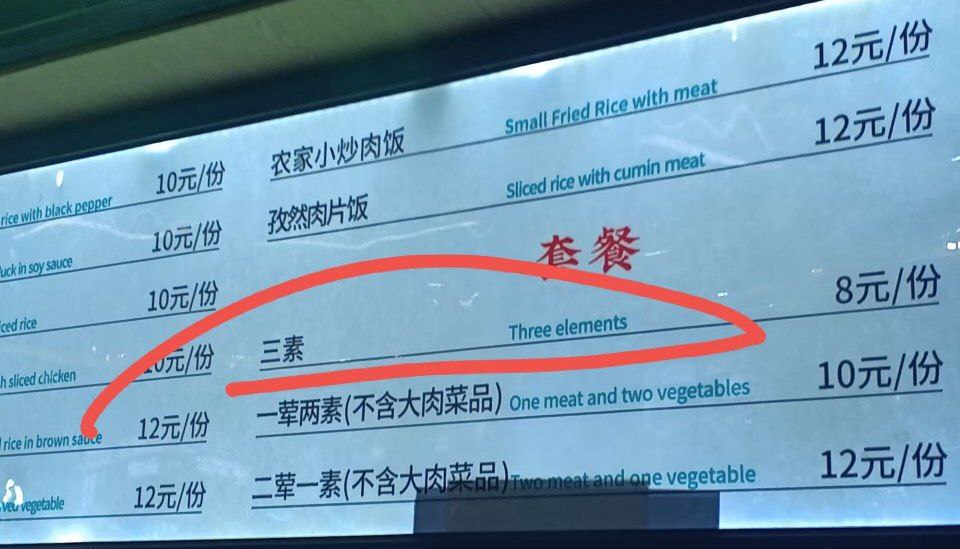 rice with black pepper 10元/份
uck in soy sauce 10元/份
iced rice 10元/份
h sliced chicken 10元/份
rice in brown sauce 12元/份
vegetable 12元/份
农家小炒肉饭 Small Fried Rice with meat 12元/份
孜然肉片饭 Sliced rice with cumin meat 12元/份
套餐
三素 Three elements 8元/份
一荤两素(不含大肉菜品) One meat and two vegetables 10元/份
二荤一素(不含大肉菜品) Two meat and one vegetable 12元/份